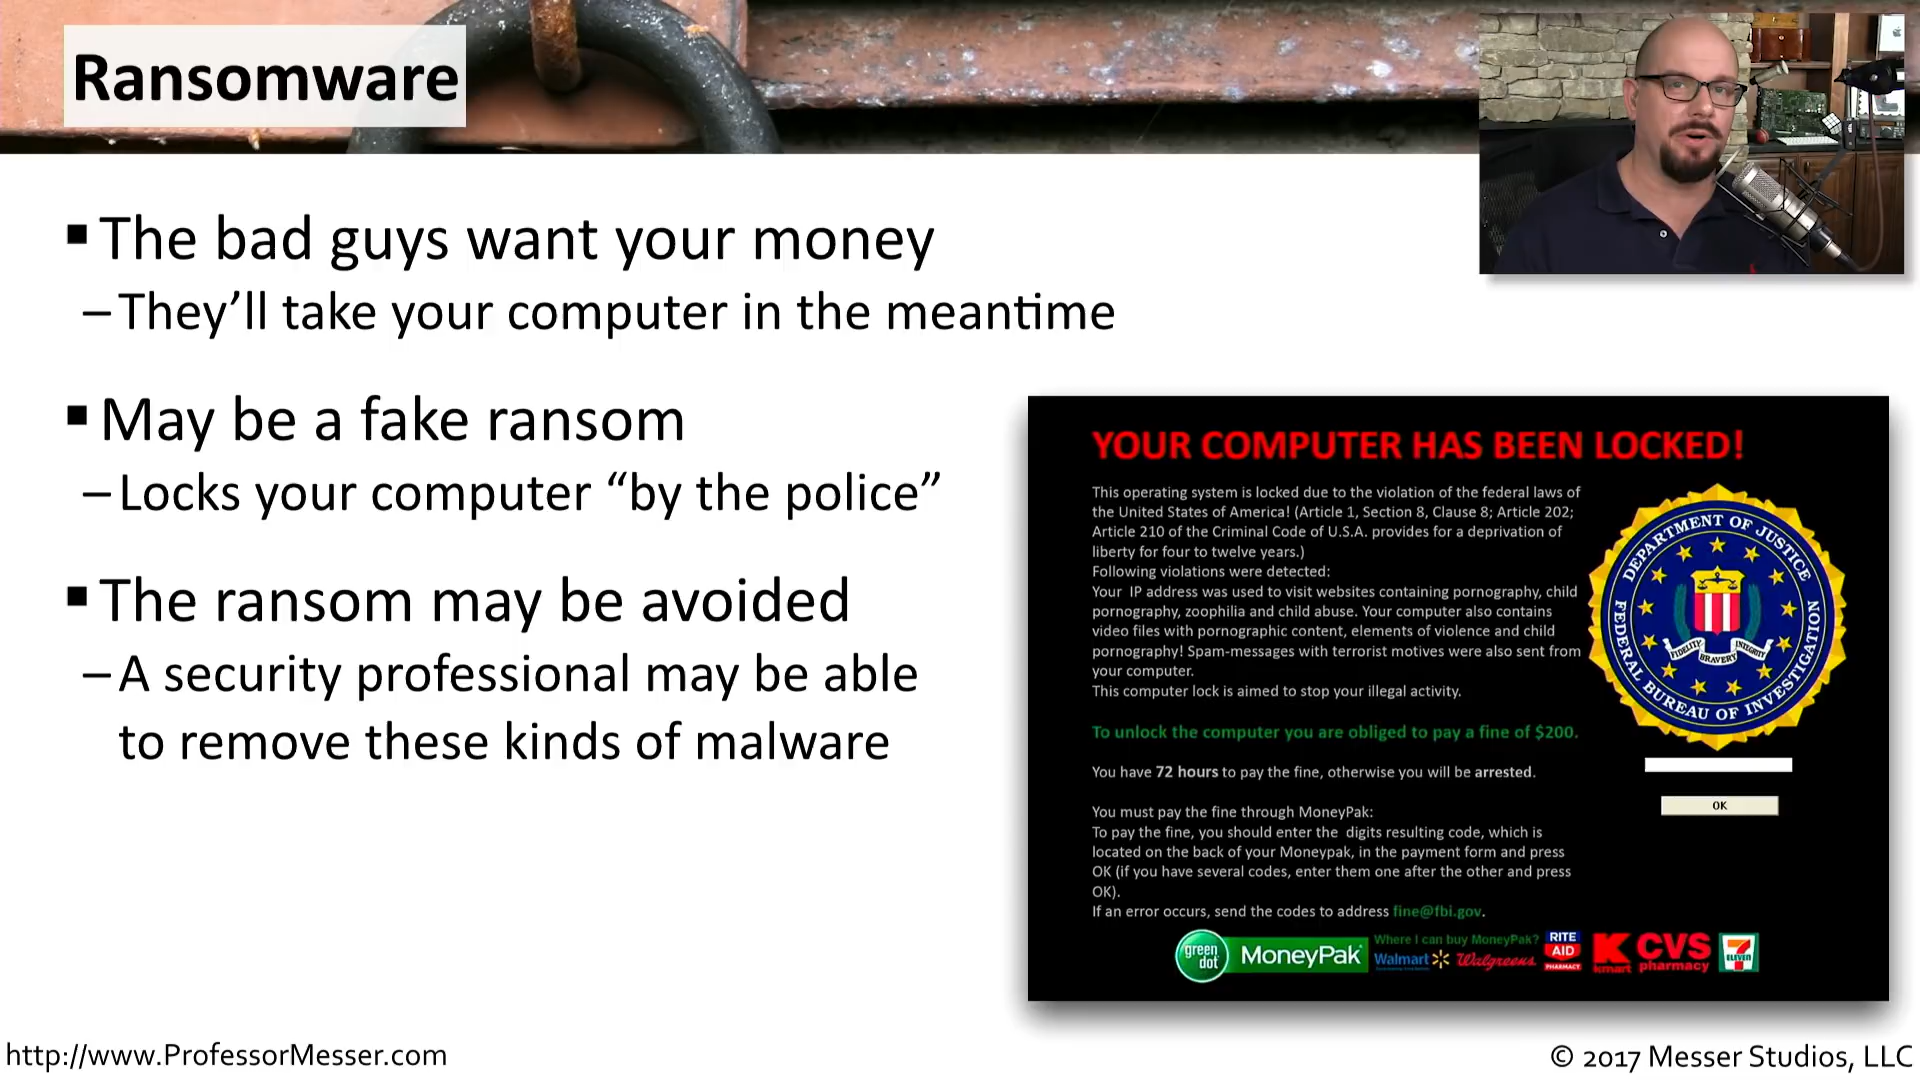 Ransomware
▪ The bad guys want your money
– They’ll take your computer in the meantime
▪ May be a fake ransom
– Locks your computer “by the police”
▪ The ransom may be avoided
– A security professional may be able
to remove these kinds of malware
YOUR COMPUTER HAS BEEN LOCKED!
This operating system is locked due to the violation of the federal laws of
the United States of America! (Article 1, Section 8, Clause 8; Article 202;
Article 210 of the Criminal Code of U.S.A. provides for a deprivation of
liberty for four to twelve years.)
Following violations were detected:
Your IP address was used to visit websites containing pornography, child
pornography, zoophilia and child abuse. Your computer also contains
video files with pornographic content, elements of violence and child
pornography! Spam-messages with terrorist motives were also sent from
your computer.
This computer lock is aimed to stop your illegal activity.
To unlock the computer you are obliged to pay a fine of $200.
You have 72 hours to pay the fine, otherwise you will be arrested.
You must pay the fine through MoneyPak:
To pay the fine, you should enter the digits resulting code, which is
located on the back of your Moneypak, in the payment form and press
OK (if you have several codes, enter them one after the other and press
OK).
If an error occurs, send the codes to address fine@fbi.gov.
DEPARTMENT OF JUSTICE
FEDERAL BUREAU OF INVESTIGATION
FIDELITY BRAVERY INTEGRITY
OK
green
dot
MoneyPak
Where I can buy MoneyPak?
Walmart
Walgreens
RITE
AID
PHARMACY
K
kmart
CVS
pharmacy
7
ELEVEN
http://www.ProfessorMesser.com
© 2017 Messer Studios, LLC